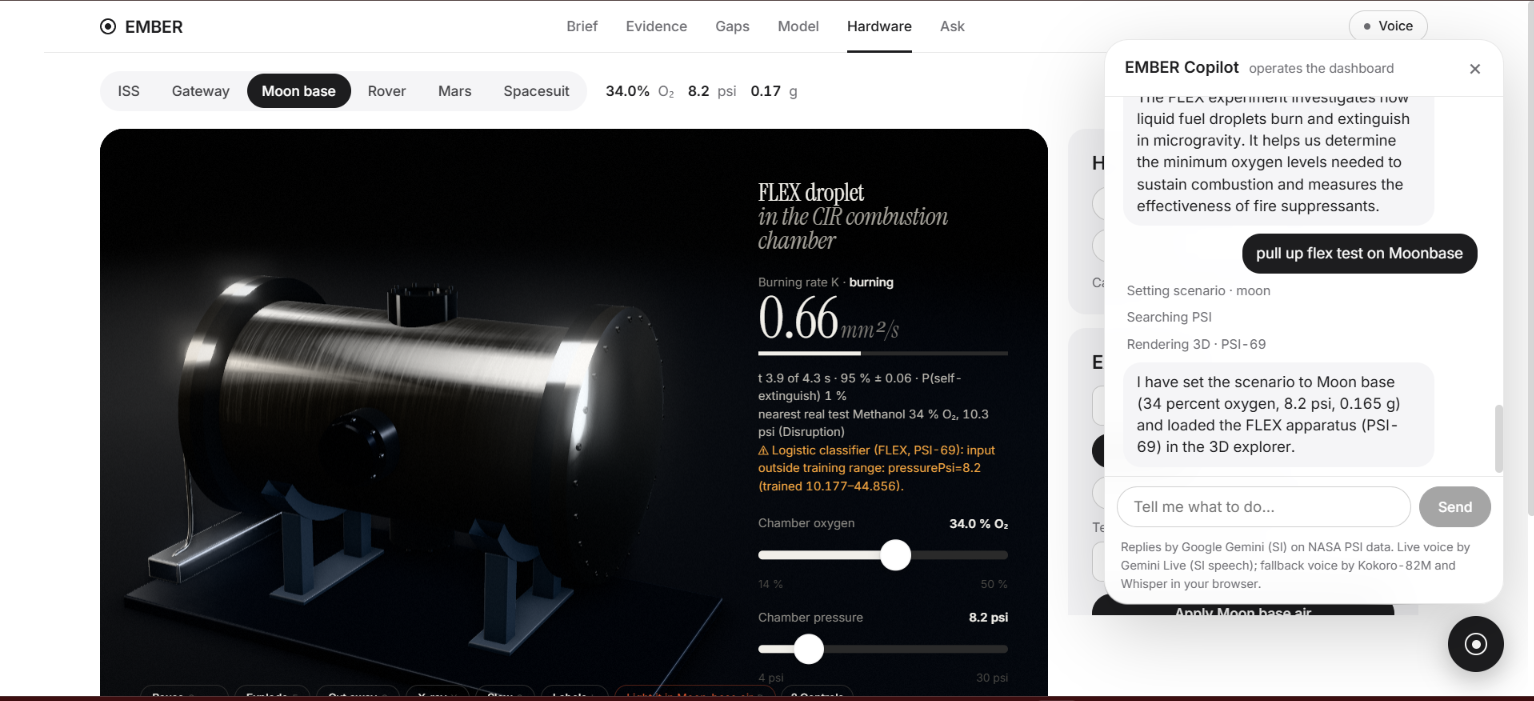 EMBER
Brief Evidence Gaps Model Hardware Ask
Voice
ISS Gateway Moon base Rover Mars Spacesuit
34.0% O₂ 8.2 psi 0.17 g
FLEX droplet
in the CIR combustion
chamber
Burning rate K · burning
0.66 mm²/s
t 3.9 of 4.3 s · 95 % ± 0.06 · P(self-
extinguish) 1 %
nearest real test Methanol 34 % O₂, 10.3
psi (Disruption)
⚠ Logistic classifier (FLEX, PSI-69): input
outside training range: pressurePsi=8.2
(trained 10.177–44.856).
Chamber oxygen 34.0 % O₂
14 % 50 %
Chamber pressure 8.2 psi
4 psi 30 psi
Labels
EMBER Copilot operates the dashboard
The FLEX experiment investigates how
liquid fuel droplets burn and extinguish
in microgravity. It helps us determine
the minimum oxygen levels needed to
sustain combustion and measures the
effectiveness of fire suppressants.
pull up flex test on Moonbase
Setting scenario · moon
Searching PSI
Rendering 3D · PSI-69
I have set the scenario to Moon base
(34 percent oxygen, 8.2 psi, 0.165 g)
and loaded the FLEX apparatus (PSI-
69) in the 3D explorer.
Tell me what to do...
Send
Replies by Google Gemini (SI) on NASA PSI data. Live voice by
Gemini Live (SI speech); fallback voice by Kokoro-82M and
Whisper in your browser.
Apply Moon base air